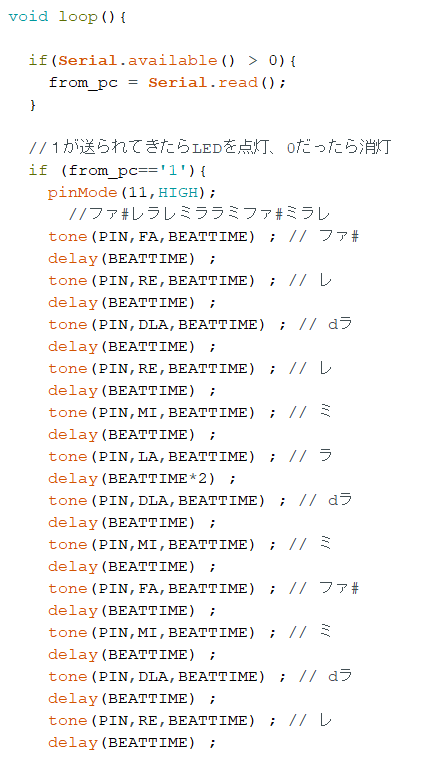 void loop(){
if(Serial.available() > 0){
from_pc = Serial.read();
}
//１が送られてきたらLEDを点灯、0だったら消灯
if (from_pc=='1'){
pinMode(11,HIGH);
//ファ#レラレミララミファ#ミラレ
tone(PIN,FA,BEATTIME) ; // ファ#
delay(BEATTIME) ;
tone(PIN,RE,BEATTIME) ; // レ
delay(BEATTIME) ;
tone(PIN,DLA,BEATTIME) ; // dラ
delay(BEATTIME) ;
tone(PIN,RE,BEATTIME) ; // レ
delay(BEATTIME) ;
tone(PIN,MI,BEATTIME) ; // ミ
delay(BEATTIME) ;
tone(PIN,LA,BEATTIME) ; // ラ
delay(BEATTIME*2) ;
tone(PIN,DLA,BEATTIME) ; // dラ
delay(BEATTIME) ;
tone(PIN,MI,BEATTIME) ; // ミ
delay(BEATTIME) ;
tone(PIN,FA,BEATTIME) ; // ファ#
delay(BEATTIME) ;
tone(PIN,MI,BEATTIME) ; // ミ
delay(BEATTIME) ;
tone(PIN,DLA,BEATTIME) ; // dラ
delay(BEATTIME) ;
tone(PIN,RE,BEATTIME) ; // レ
delay(BEATTIME) ;